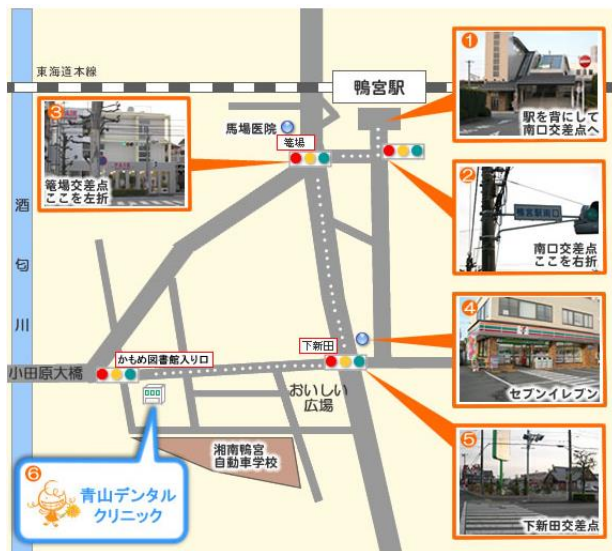 東海道本線
鴨宮駅
①
駅を背にして
南口交差点へ
③
篭場交差点
ここを左折
馬場医院
篭場
②
鴨宮駅南口
南口交差点
ここを右折
酒匂川
④
セブンイレブン
下新田
かもめ図書館入り口
小田原大橋
おいしい
広場
⑤
下新田交差点
湘南鴨宮
自動車学校
⑥
青山デンタル
クリニック